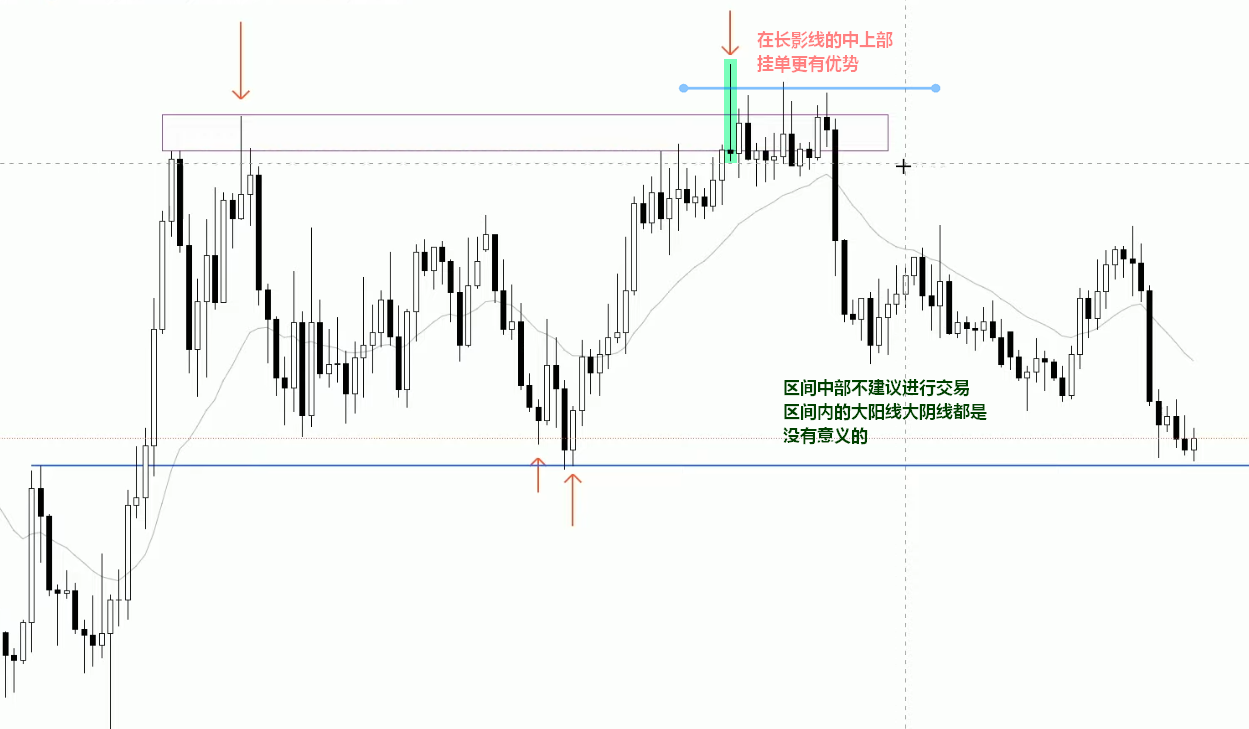 在长影线的中上部
挂单更有优势
区间中部不建议进行交易
区间内的大阳线大阴线都是
没有意义的